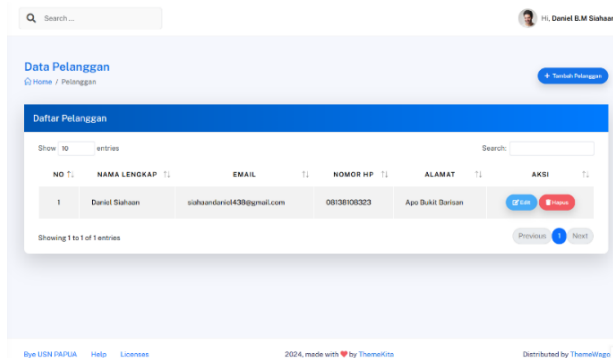 Search ...
Hi, Daniel B.M Siahaan
Data Pelanggan
Home / Pelanggan
+ Tambah Pelanggan
Daftar Pelanggan
Show 10 entries
Search:
NO NAMA LENGKAP EMAIL NOMOR HP ALAMAT AKSI
1 Daniel Siahaan siahaandaniel438@gmail.com 08138108323 Apo Bukit Barisan Edit Hapus
Showing 1 to 1 of 1 entries
Previous 1 Next
Bye USN PAPUA Help Licenses 2024, made with by ThemeKita Distributed by ThemeWago